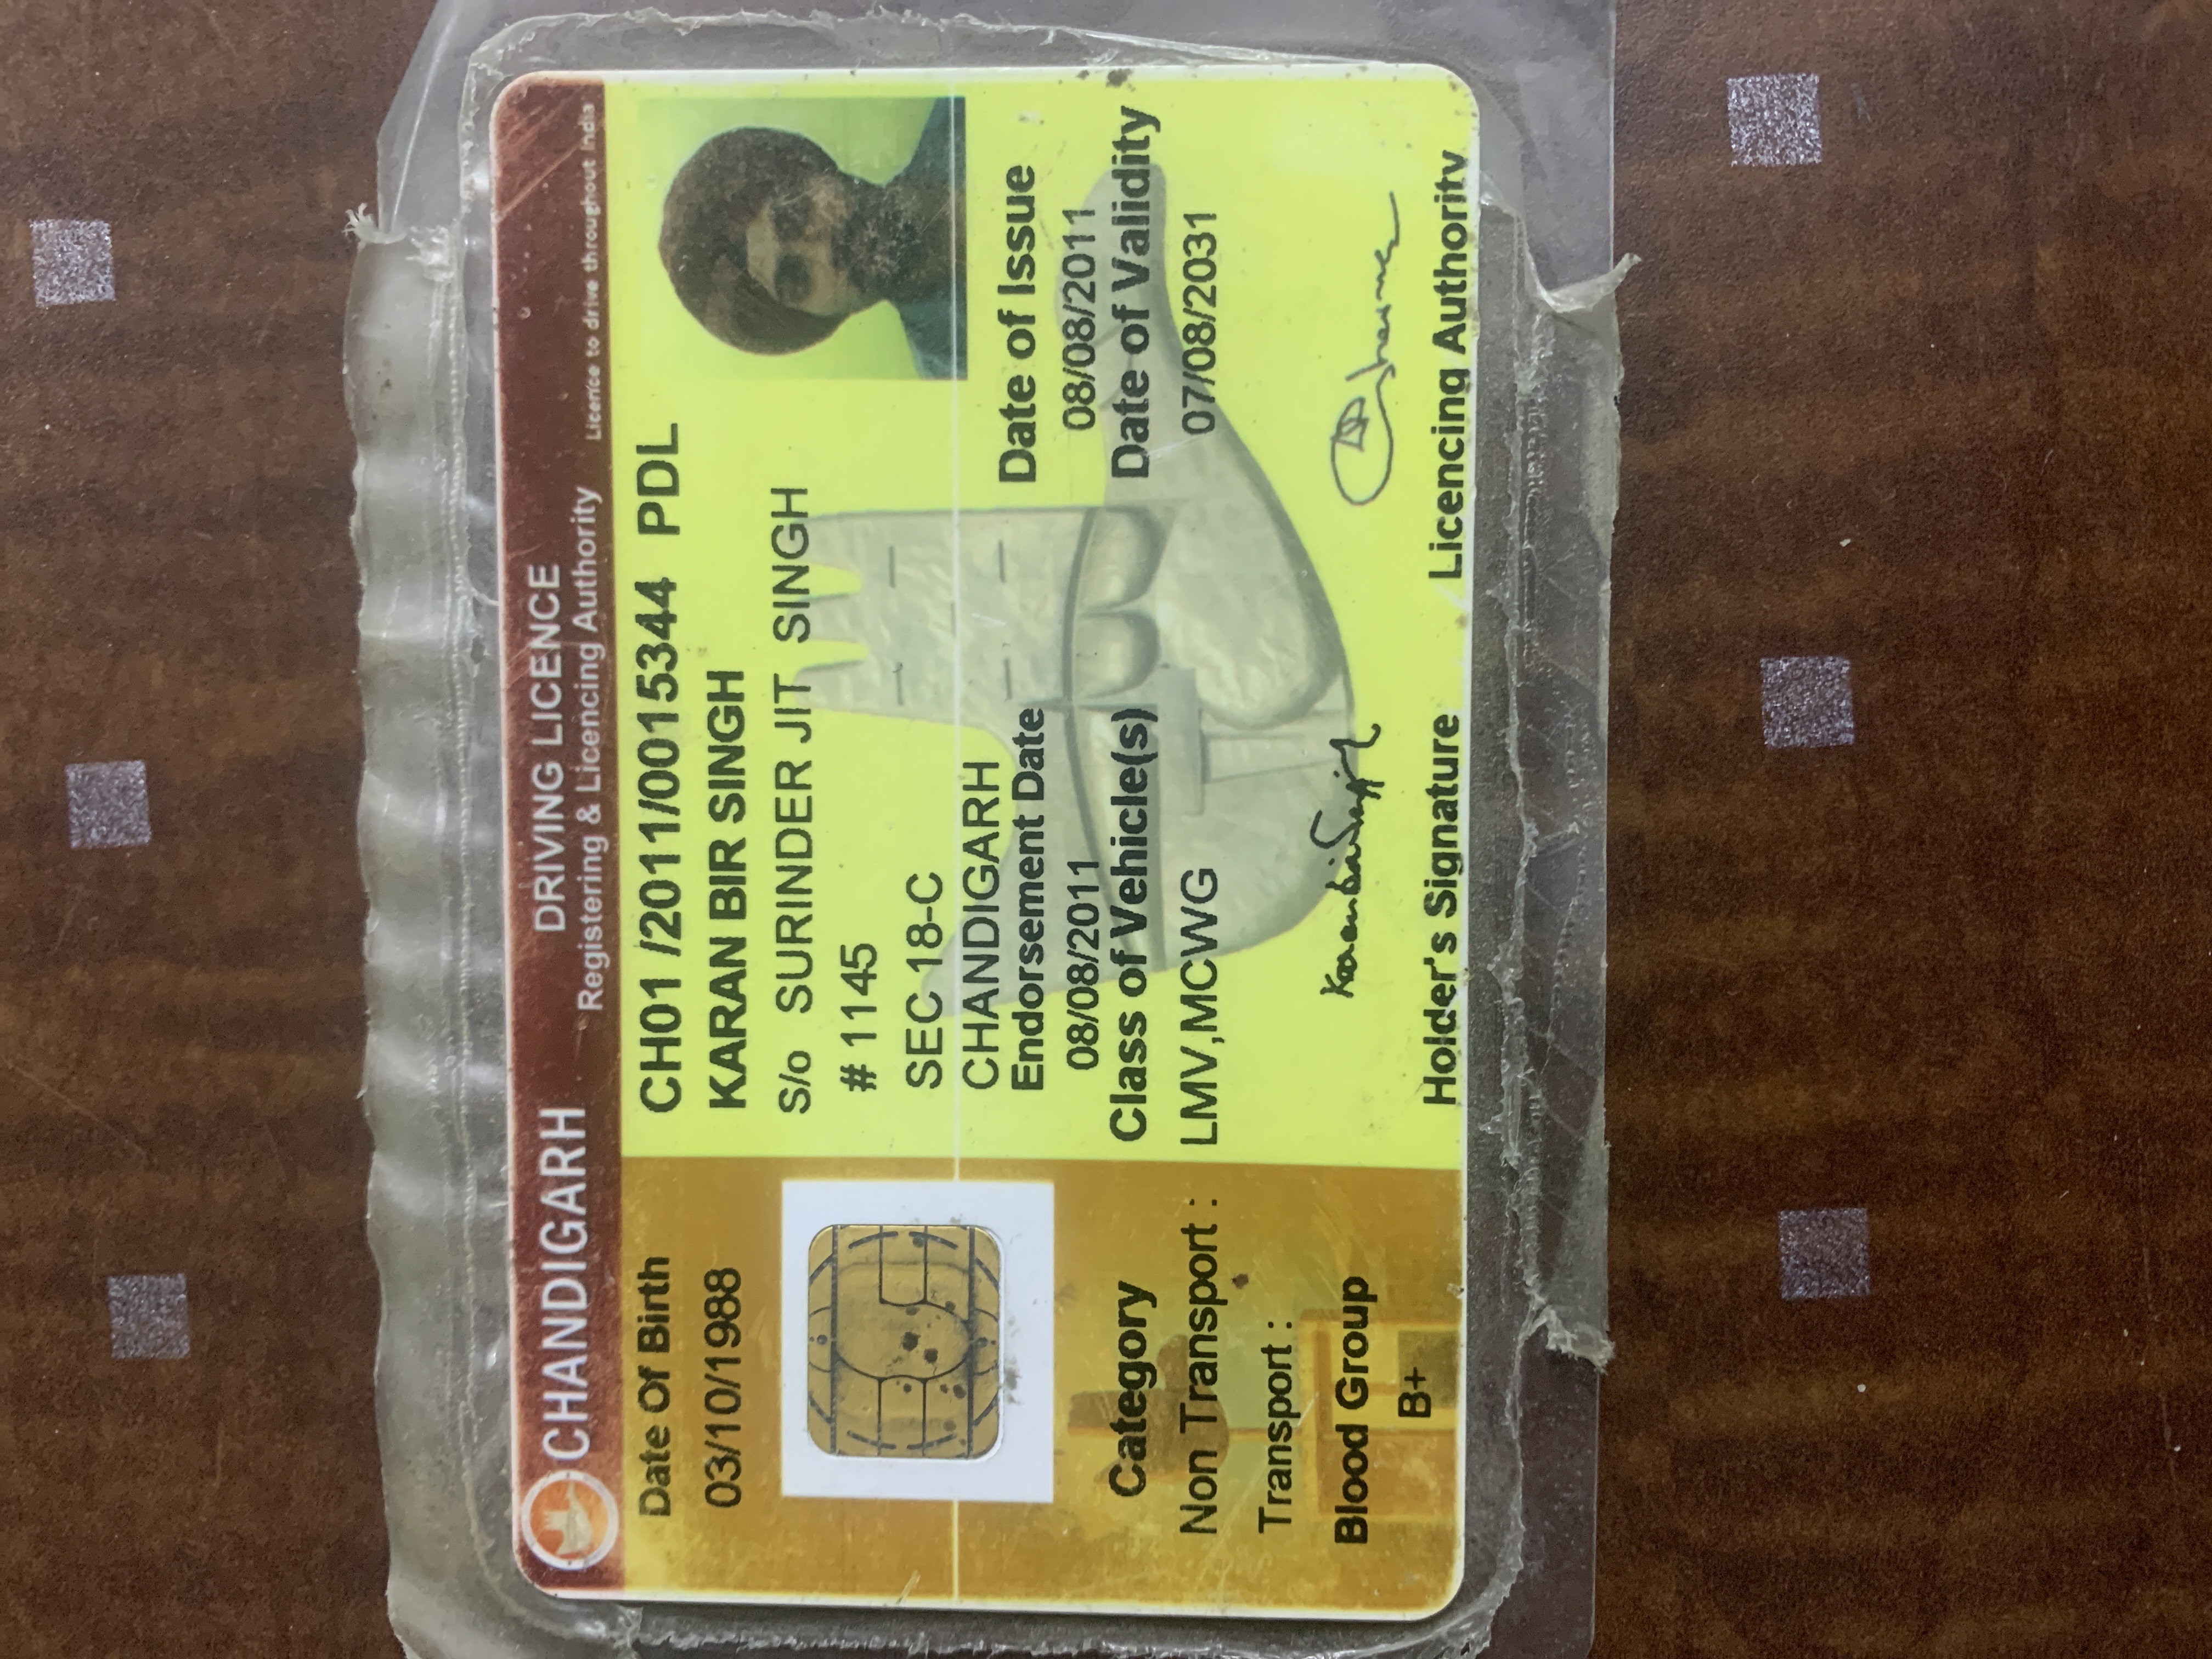 CHANDIGARH
DRIVING LICENCE
Registering & Licencing Authority
Licence to drive throughout India
Date Of Birth
03/10/1988
CH01 /2011/0015344 PDL
KARAN BIR SINGH
S/o SURINDER JIT SINGH
# 1145
SEC 18-C
CHANDIGARH
Endorsement Date
08/08/2011
Class of Vehicle(s)
LMV,MCWG
Date of Issue
08/08/2011
Date of Validity
07/08/2031
Category
Non Transport :
Transport :
Blood Group
B+
Karan Bir Singh
Holder's Signature
Licencing Authority